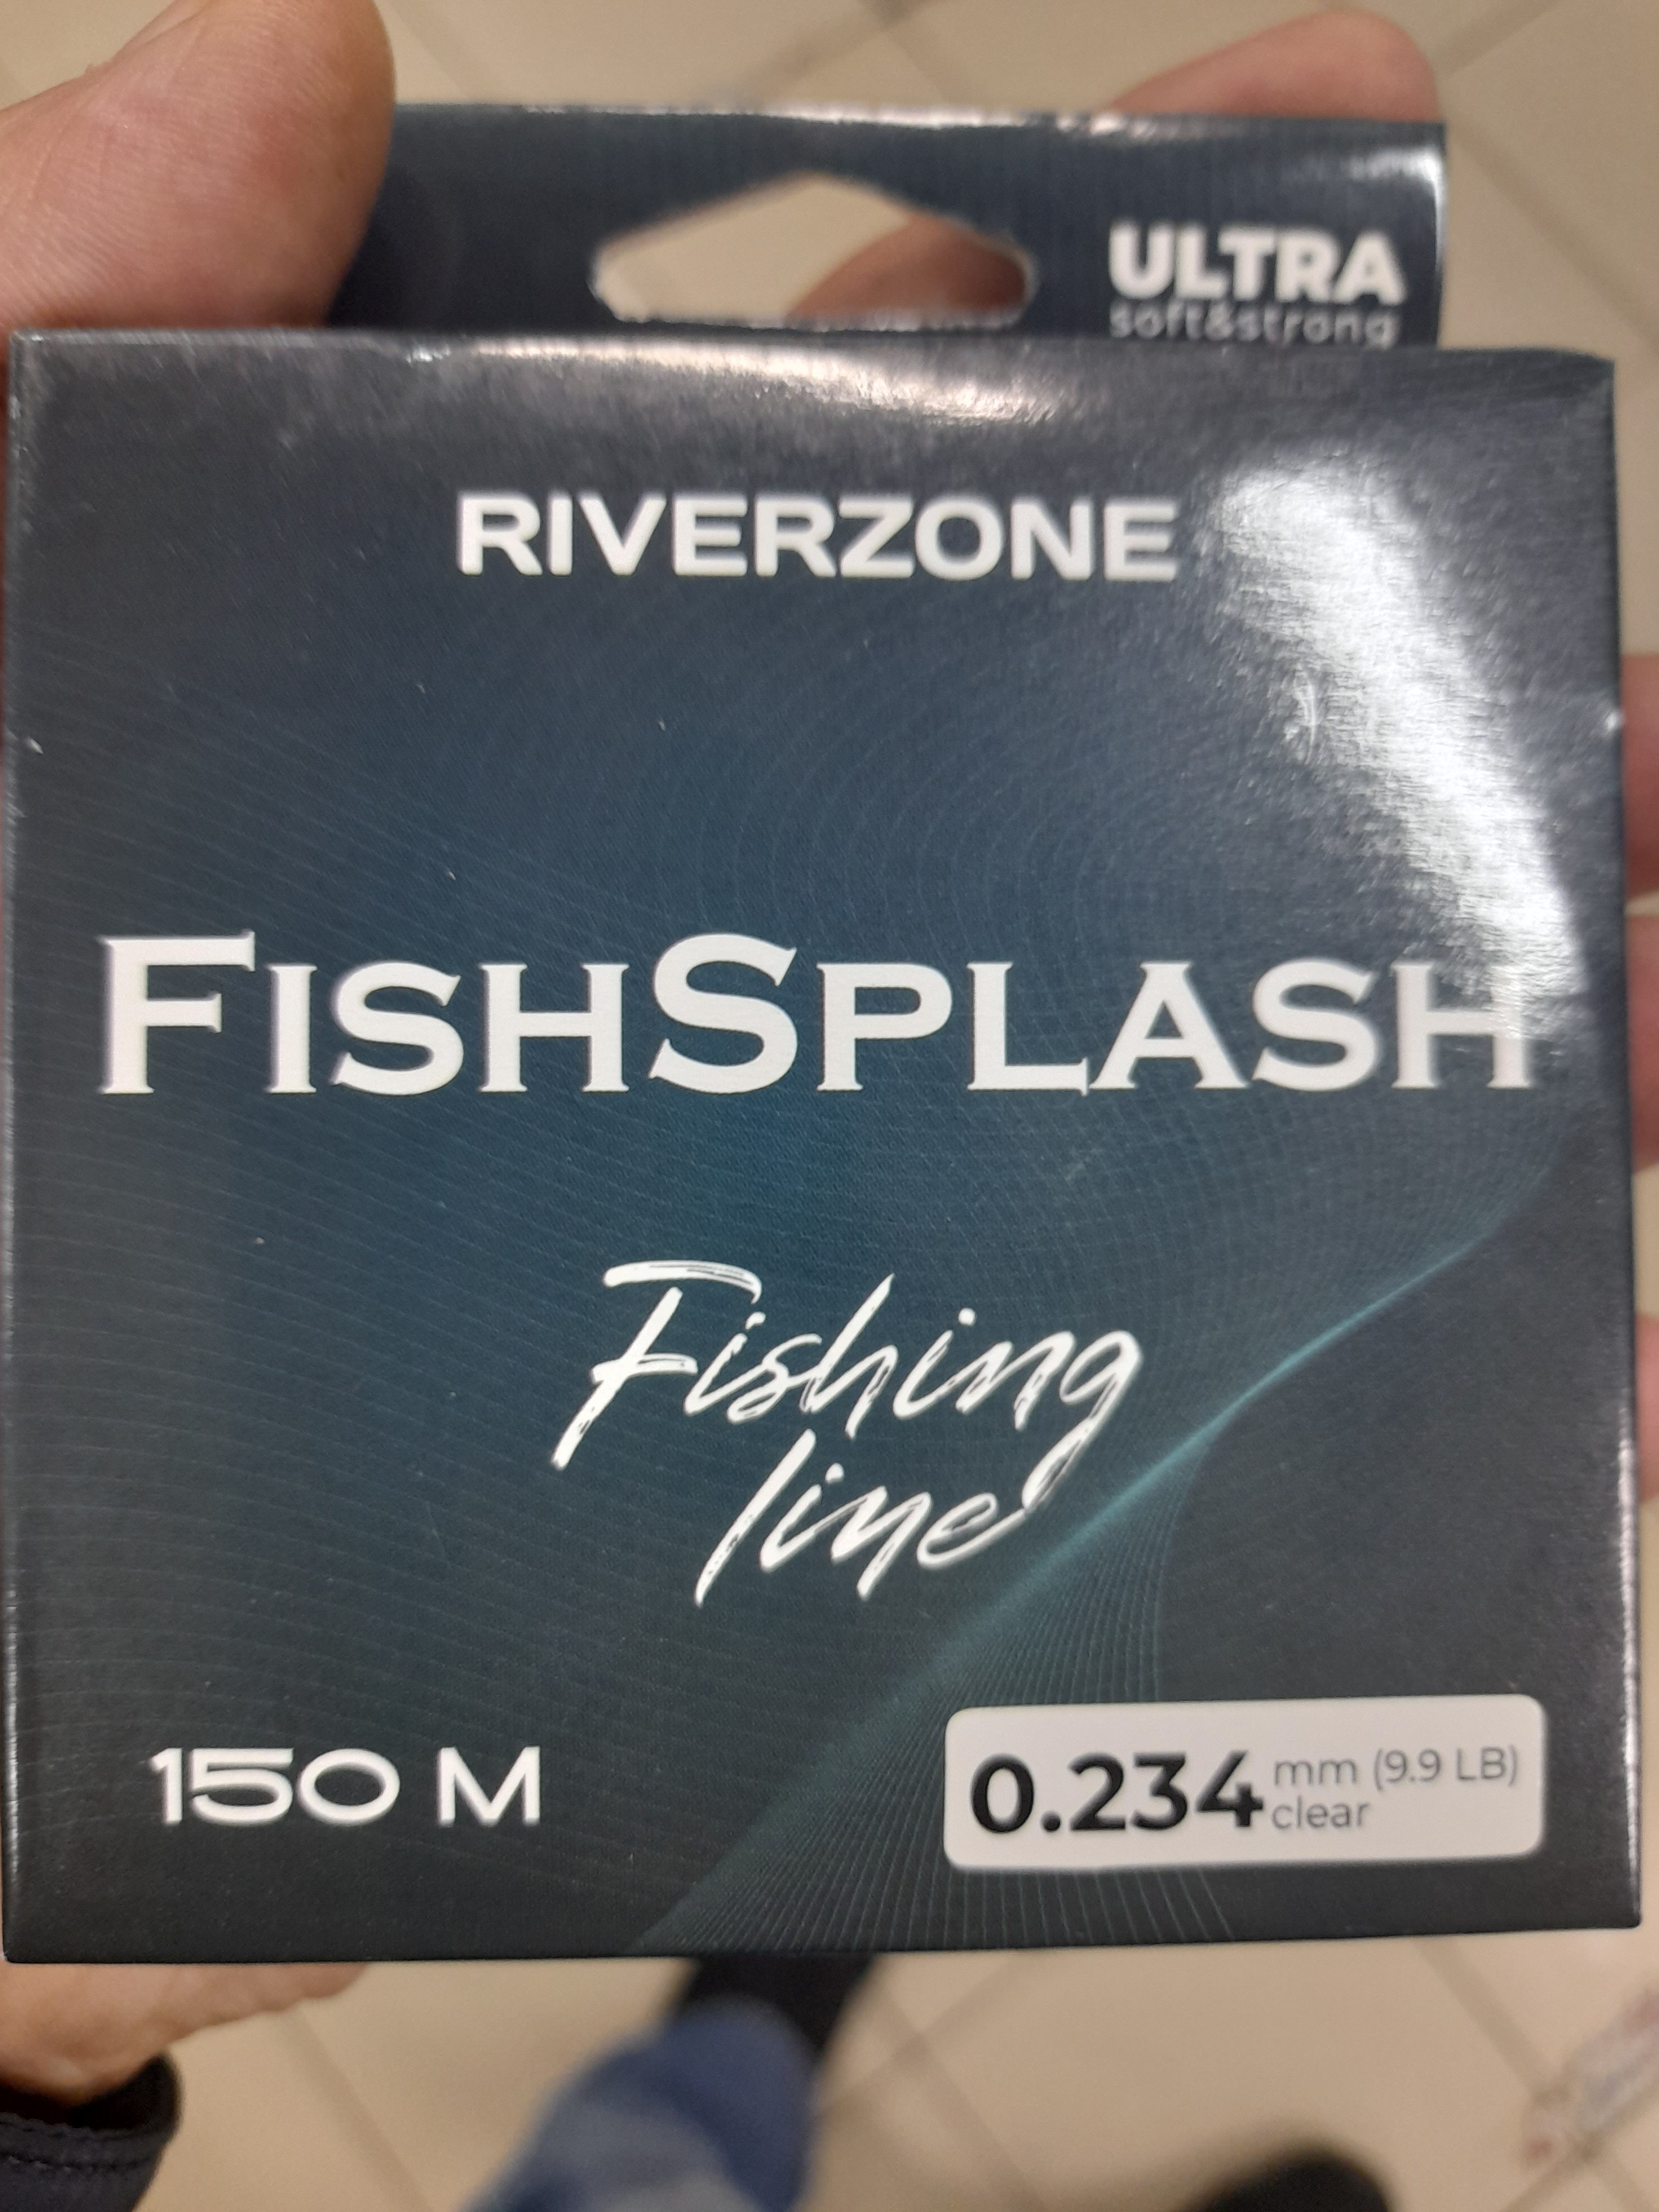 ULTRA
soft&strong
RIVERZONE
FISHSPLASH
Fishing
line
150 M
0.234 mm (9.9 LB)
clear